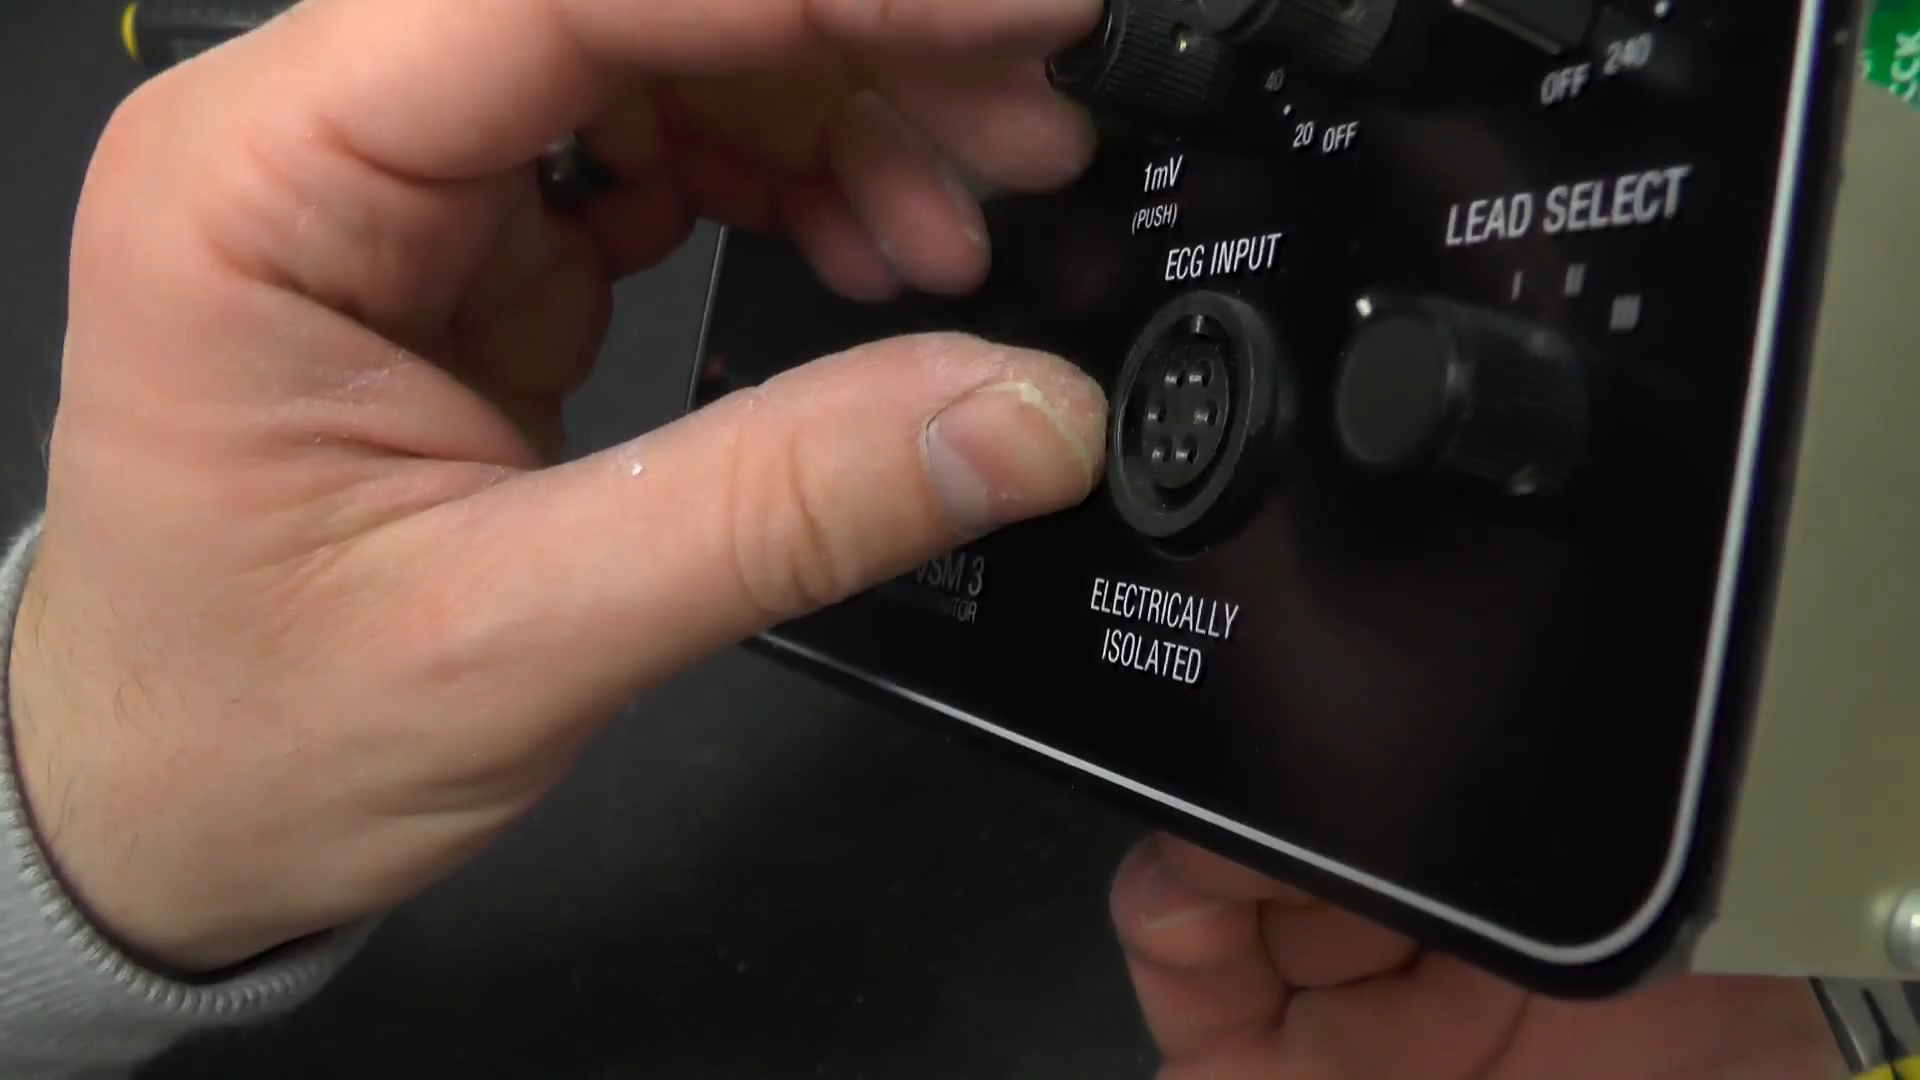 OFF 240
40
20 OFF
1mV
(PUSH)
LEAD SELECT
ECG INPUT
I II III
VSM 3
ELECTRICALLY
ISOLATED